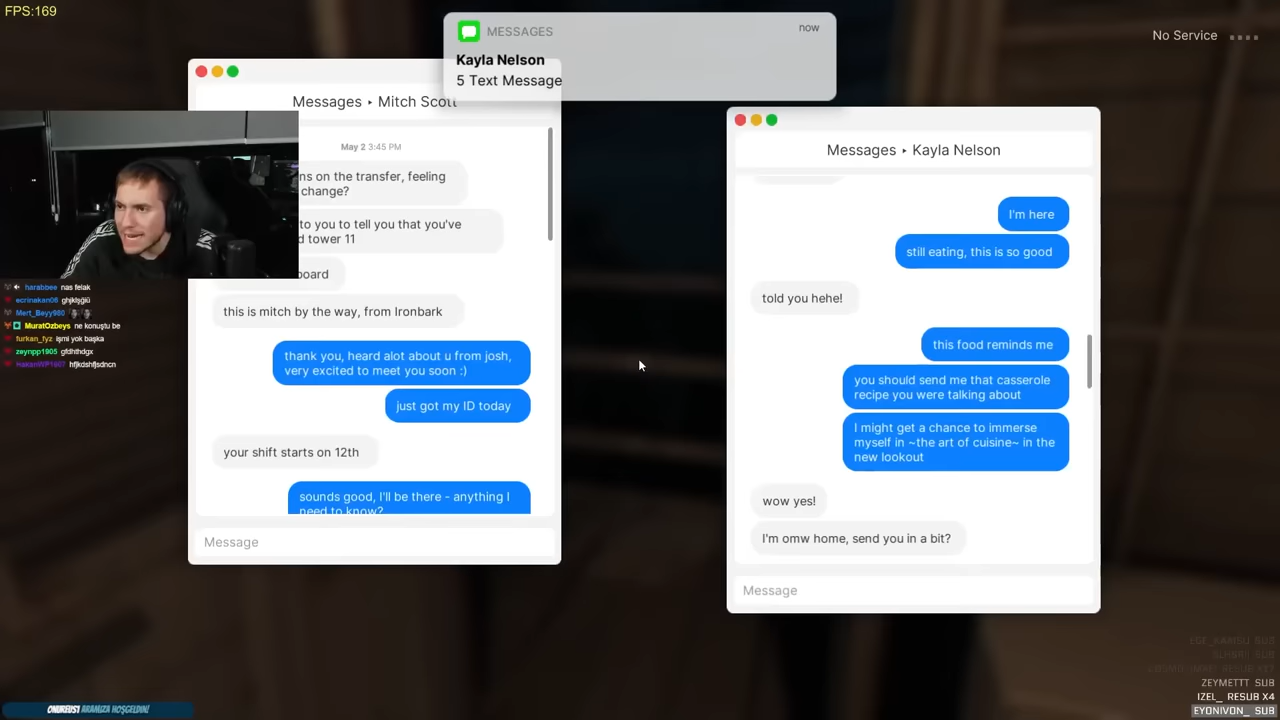 FPS:169
MESSAGES
now
Kayla Nelson
5 Text Message
No Service
Messages ▸ Mitch Scott
May 2 3:45 PM
ns on the transfer, feeling
change?
to you to tell you that you've
d tower 11
board
this is mitch by the way, from Ironbark
thank you, heard alot about u from josh,
very excited to meet you soon :)
just got my ID today
your shift starts on 12th
sounds good, I'll be there - anything I
need to know?
Message
Messages ▸ Kayla Nelson
I'm here
still eating, this is so good
told you hehe!
this food reminds me
you should send me that casserole
recipe you were talking about
I might get a chance to immerse
myself in ~the art of cuisine~ in the
new lookout
wow yes!
I'm omw home, send you in a bit?
Message
harabbee nas felak
ecrinakan06 ghjklşğiü
Mert_Beyy980
MuratOzbeys ne konuştu be
furkan_fyz işmi yok başka
zeynpp1905 gfdhthdgx
hakanWP1907 hfjkdshfjsdncn
ONUREUS1 ARAMIZA HOŞGELDİN!
ZEYMETTT SUB
IZEL_ RESUB X4
EYONIVON_ SUB